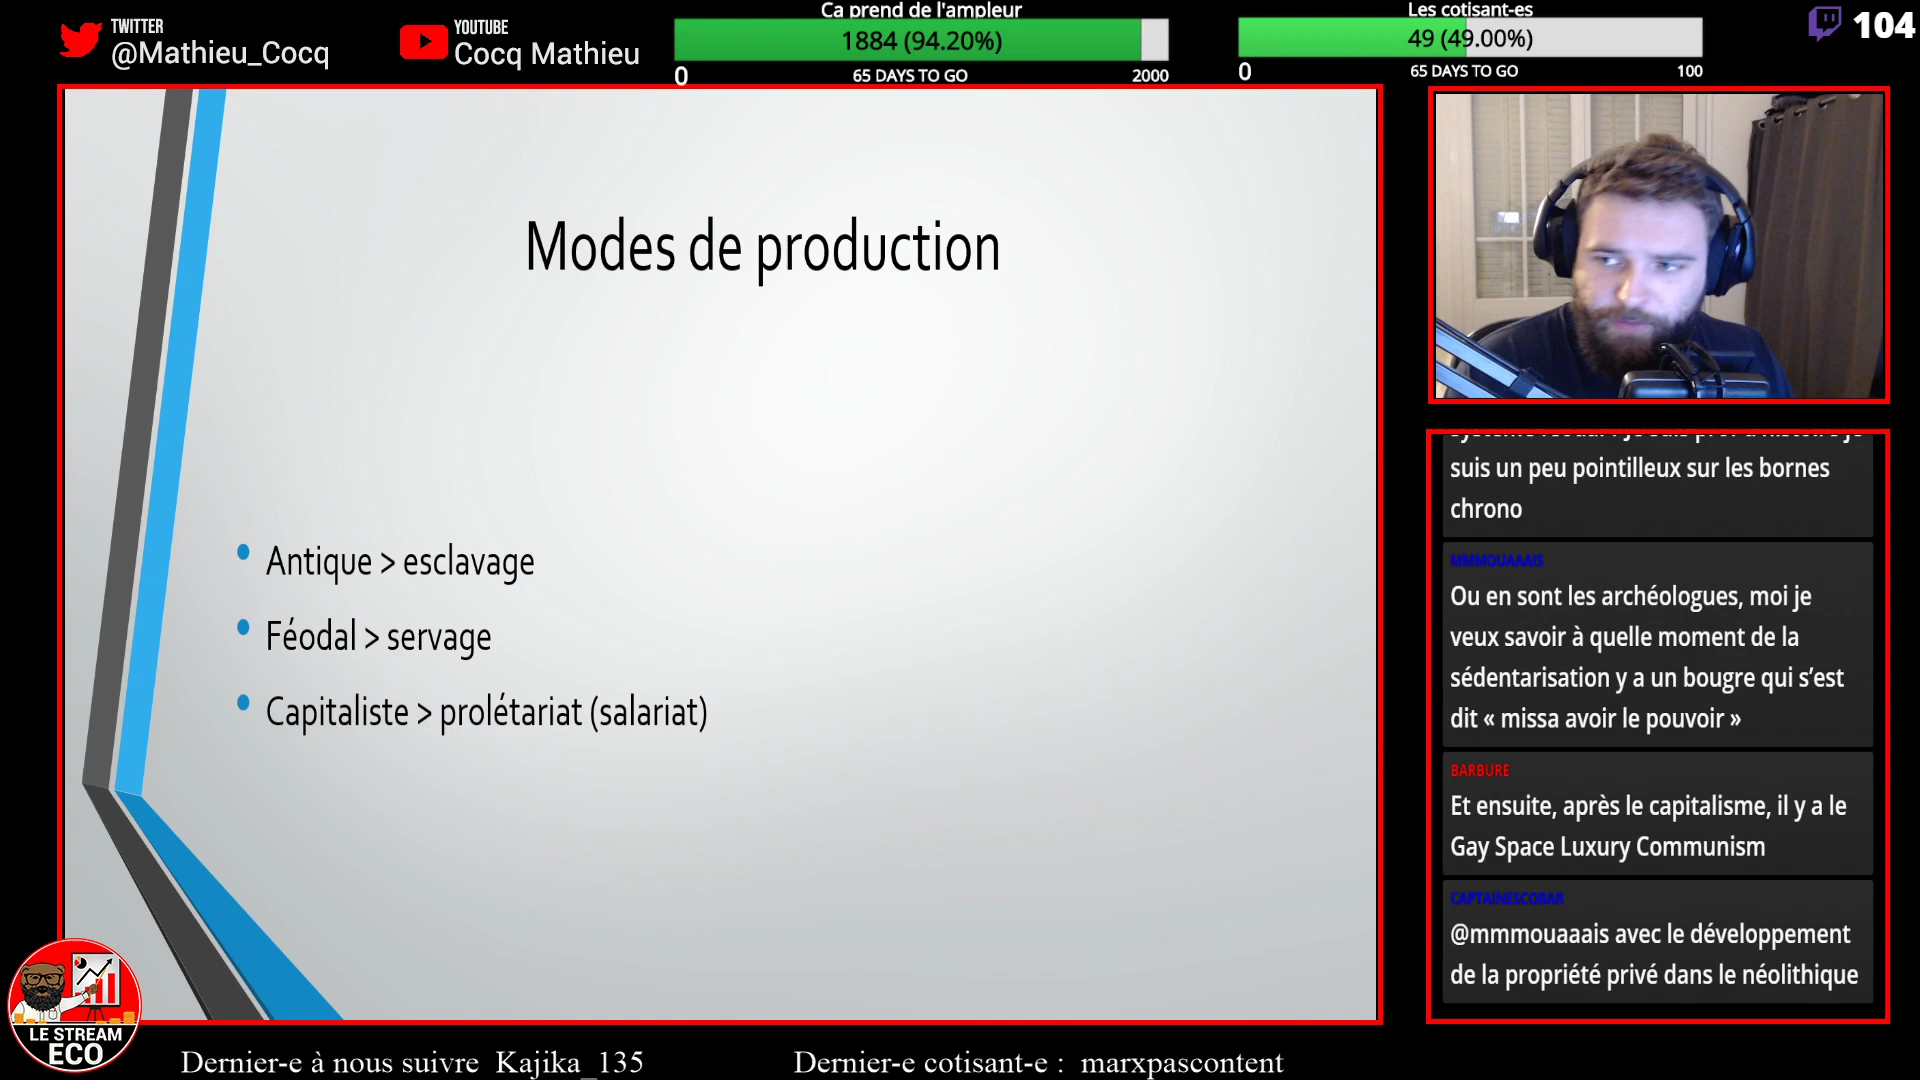 TWITTER
@Mathieu_Cocq
YOUTUBE
Cocq Mathieu
Ca prend de l'ampleur
1884 (94.20%)
0
65 DAYS TO GO
2000
Les cotisant-es
49 (49.00%)
0
65 DAYS TO GO
100
104
Modes de production
Antique > esclavage
Féodal > servage
Capitaliste > prolétariat (salariat)
suis un peu pointilleux sur les bornes
chrono
MMMOUAAAIS
Ou en sont les archéologues, moi je
veux savoir à quelle moment de la
sédentarisation y a un bougre qui s’est
dit « missa avoir le pouvoir »
BARBURE
Et ensuite, après le capitalisme, il y a le
Gay Space Luxury Communism
CAPTAINESCOBAR
@mmmouaaais avec le développement
de la propriété privé dans le néolithique
LE STREAM
ECO
Dernier-e à nous suivre Kajika_135
Dernier-e cotisant-e : marxpascontent